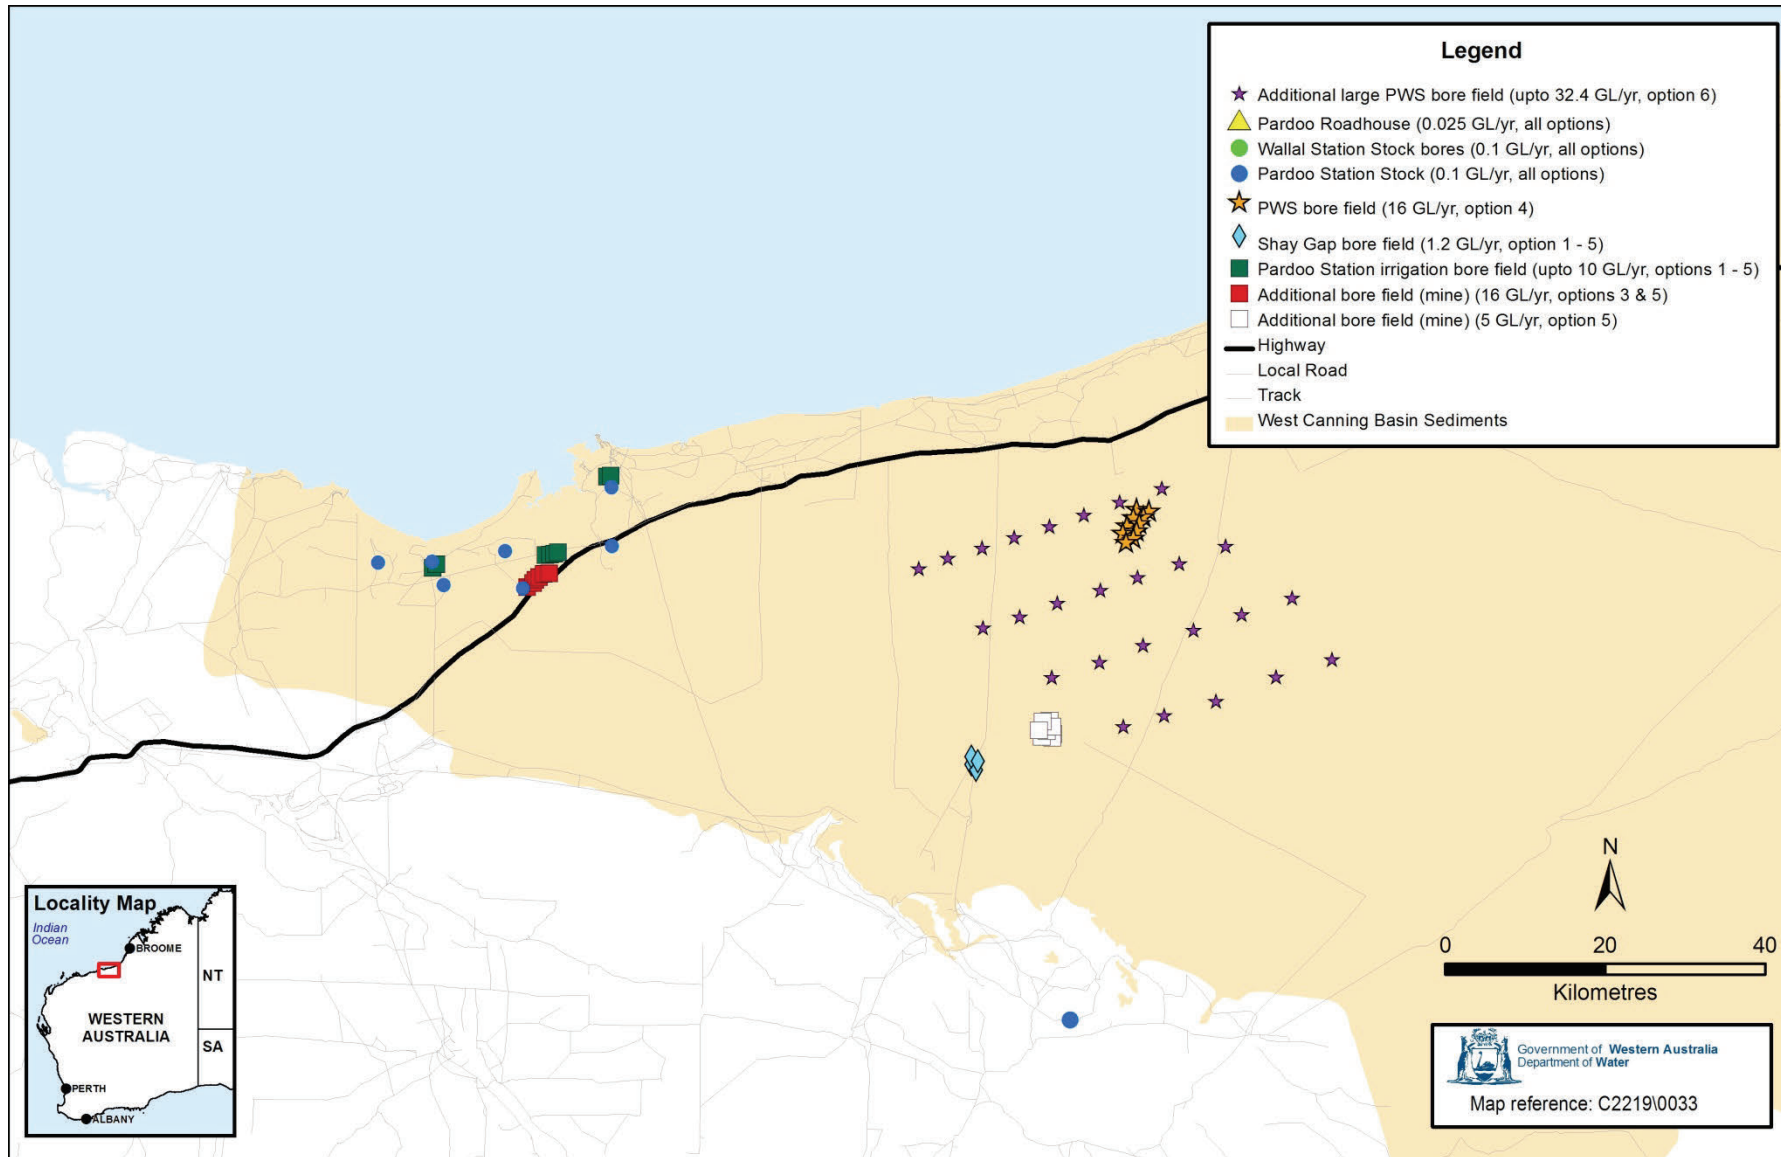 Legend
Additional large PWS bore field (upto 32.4 GL/yr, option 6)
Pardoo Roadhouse (0.025 GL/yr, all options)
Wallal Station Stock bores (0.1 GL/yr, all options)
Pardoo Station Stock (0.1 GL/yr, all options)
PWS bore field (16 GL/yr, option 4)
Shay Gap bore field (1.2 GL/yr, option 1 - 5)
Pardoo Station irrigation bore field (upto 10 GL/yr, options 1 - 5)
Additional bore field (mine) (16 GL/yr, options 3 & 5)
Additional bore field (mine) (5 GL/yr, option 5)
Highway
Local Road
Track
West Canning Basin Sediments
N
0 20 40
Kilometres
Locality Map
Indian
Ocean
BROOME
NT
WESTERN
AUSTRALIA
SA
PERTH
ALBANY
Government of Western Australia
Department of Water
Map reference: C2219\0033